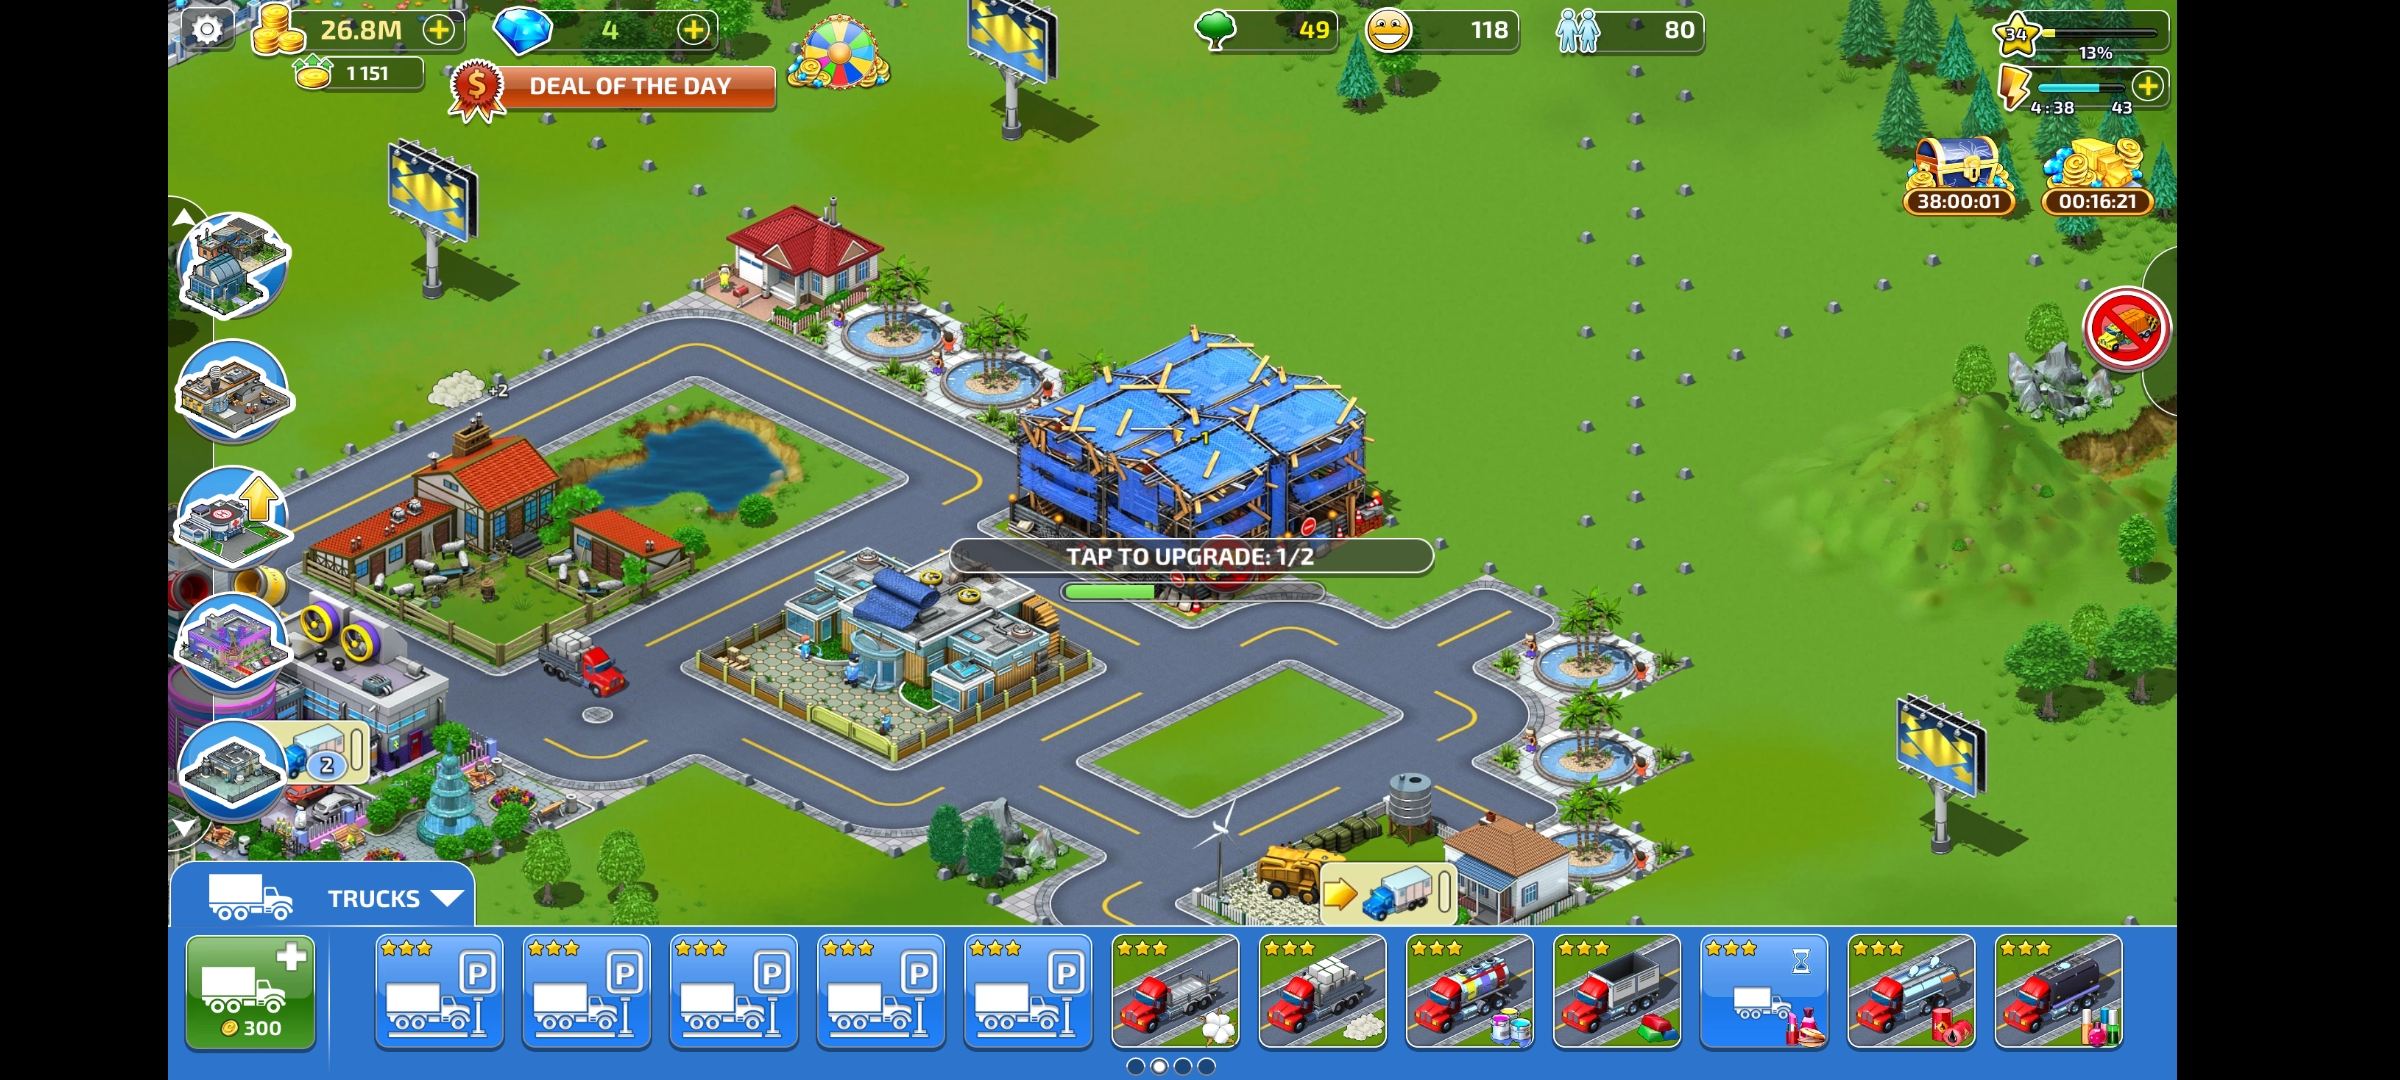 26.8M
4
49
118
80
34
13%
1 151
DEAL OF THE DAY
4:38
43
38:00:01
00:16:21
+2
-1
TAP TO UPGRADE: 1/2
2
TRUCKS
P
P
P
P
P
300